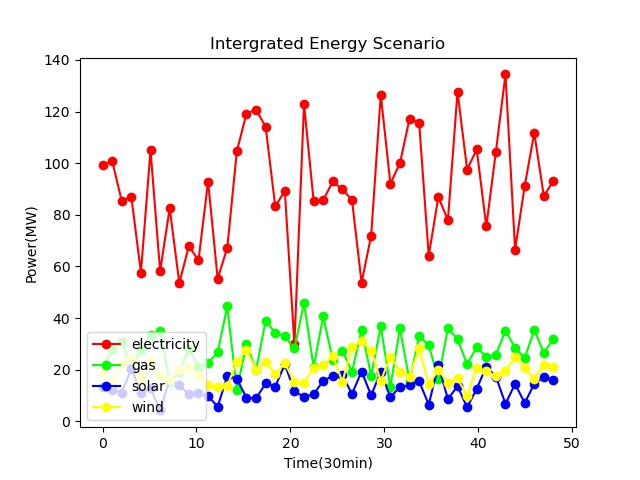 Intergrated Energy Scenario
Power(MW)
140
120
100
80
60
40
20
0
electricity
gas
solar
wind
0 10 20 30 40 50
Time(30min)